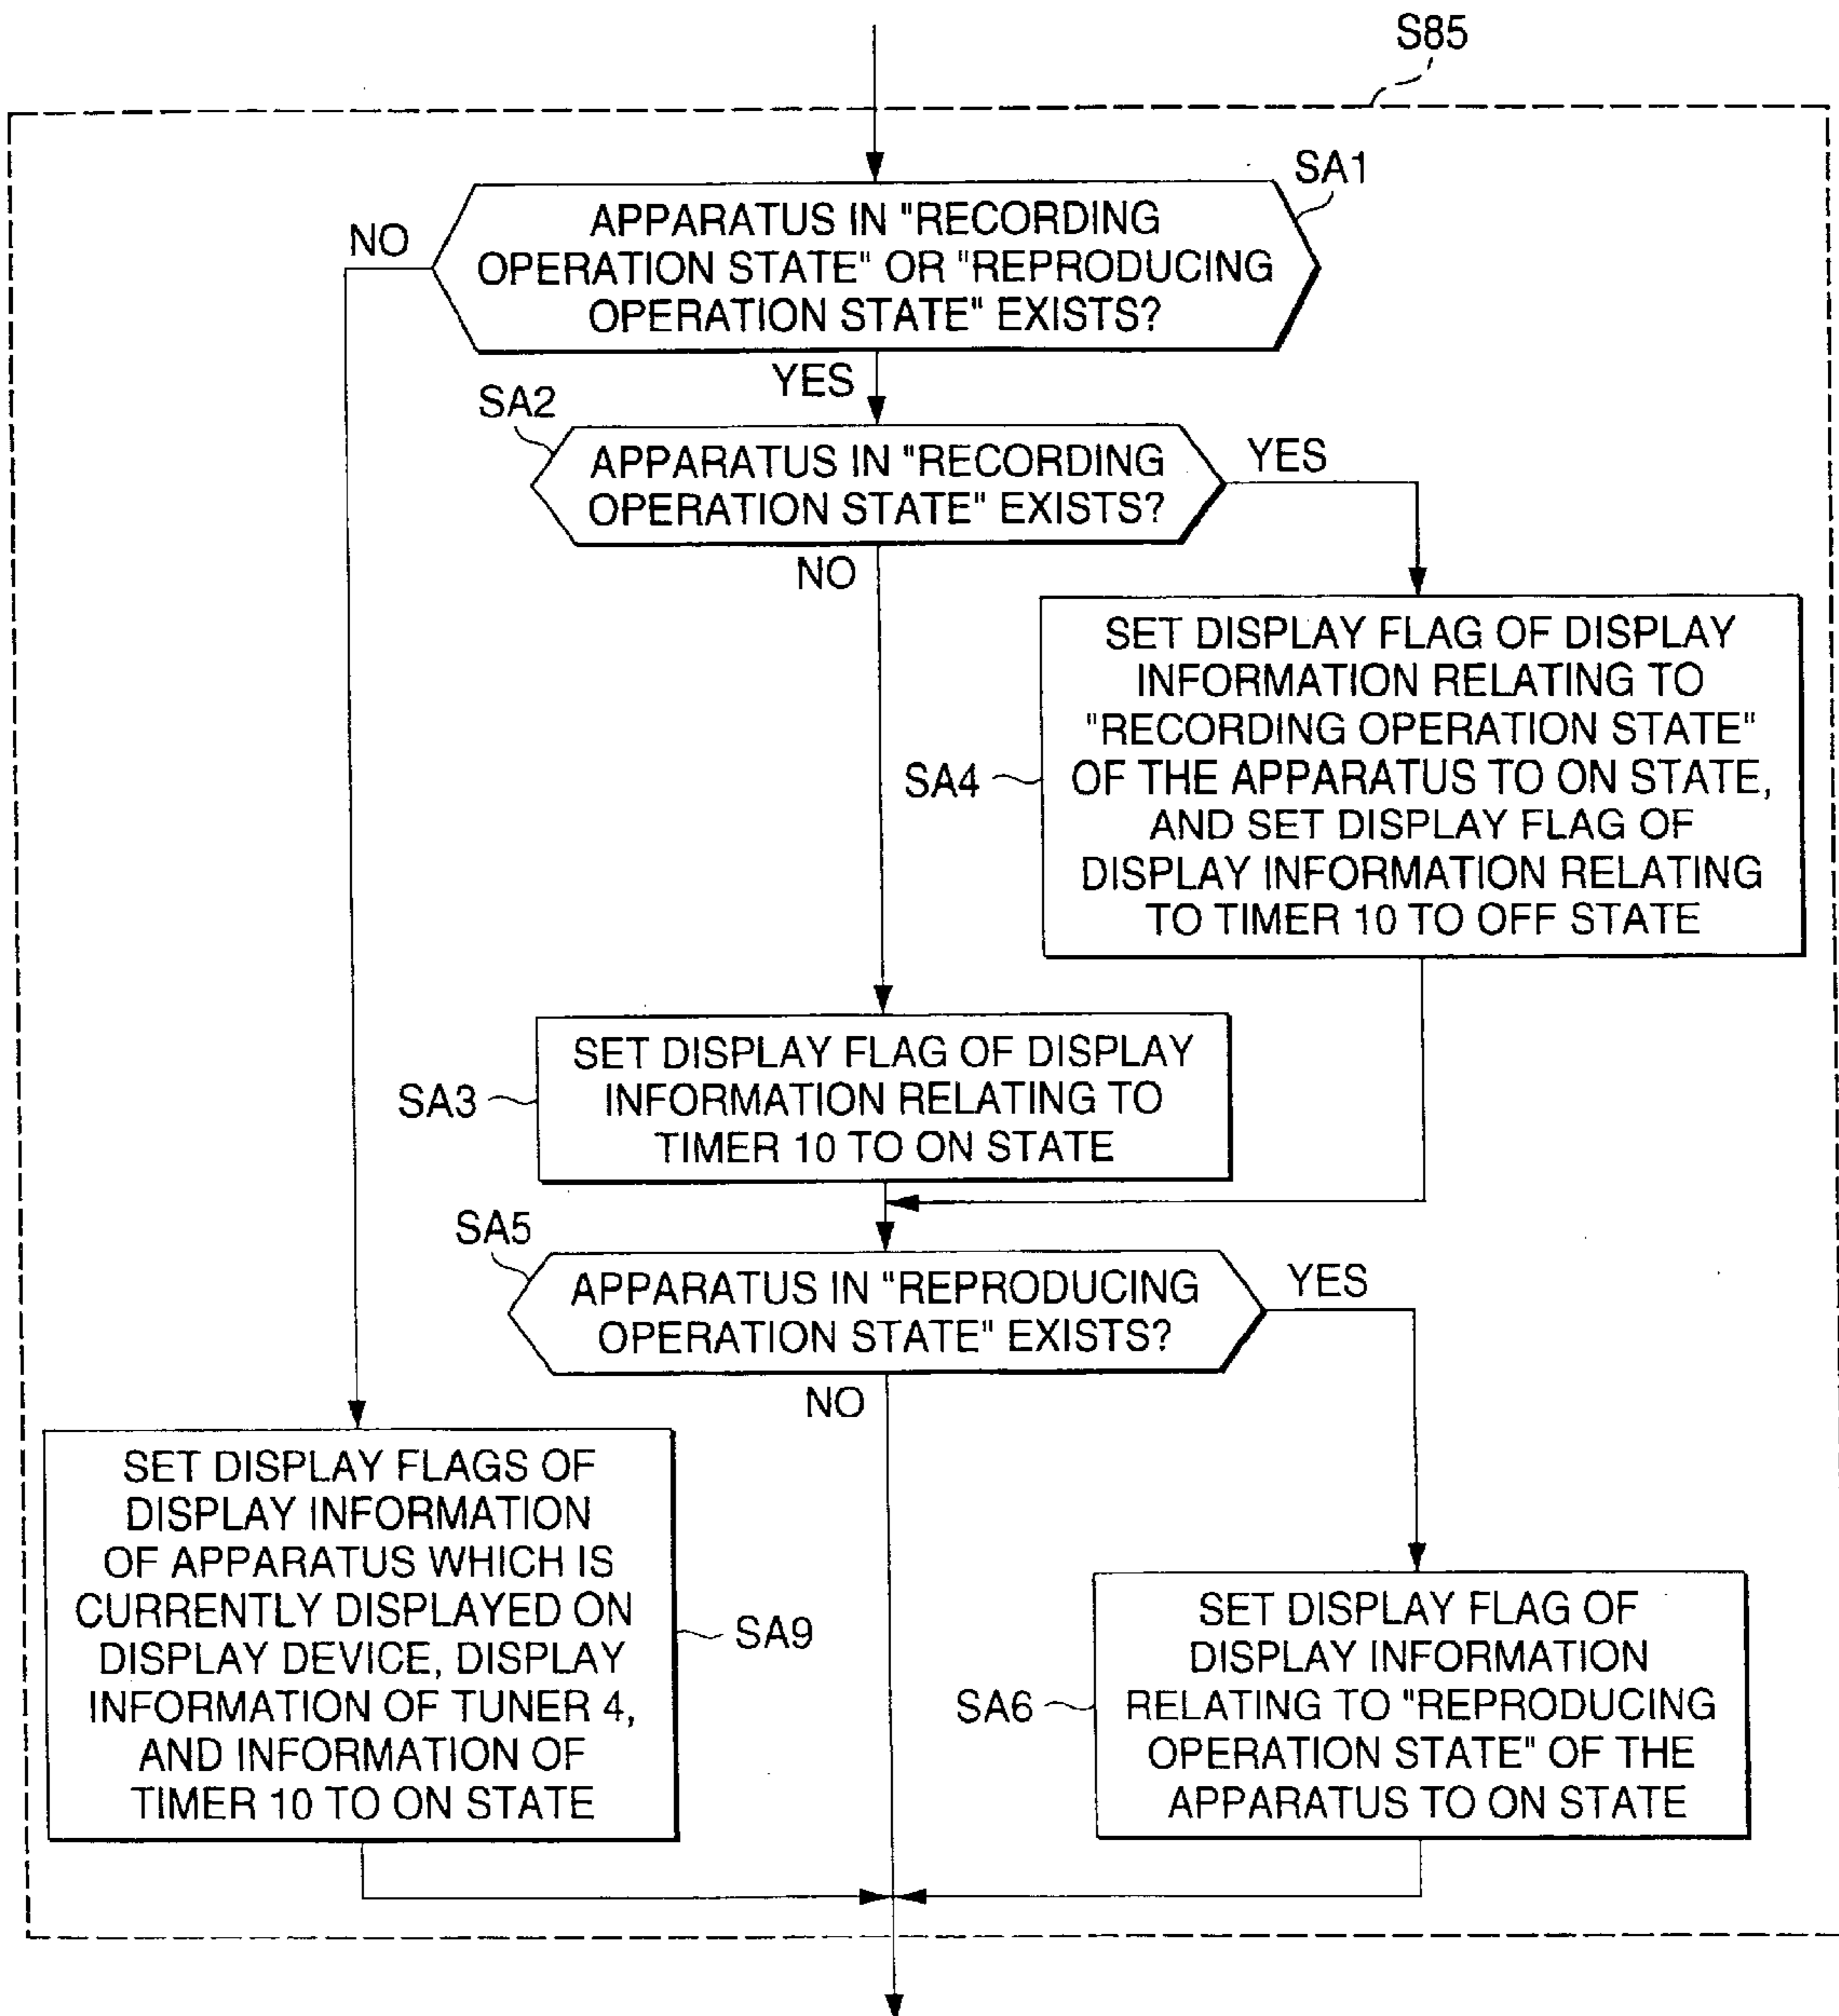 S85
SA1
APPARATUS IN "RECORDING
OPERATION STATE" OR "REPRODUCING
OPERATION STATE" EXISTS?
NO
YES
SA2
APPARATUS IN "RECORDING
OPERATION STATE" EXISTS?
YES
NO
SET DISPLAY FLAG OF DISPLAY
INFORMATION RELATING TO
"RECORDING OPERATION STATE"
OF THE APPARATUS TO ON STATE,
AND SET DISPLAY FLAG OF
DISPLAY INFORMATION RELATING
TO TIMER 10 TO OFF STATE
SA4
SET DISPLAY FLAG OF DISPLAY
INFORMATION RELATING TO
TIMER 10 TO ON STATE
SA3
SA5
APPARATUS IN "REPRODUCING
OPERATION STATE" EXISTS?
YES
NO
SET DISPLAY FLAGS OF
DISPLAY INFORMATION
OF APPARATUS WHICH IS
CURRENTLY DISPLAYED ON
DISPLAY DEVICE, DISPLAY
INFORMATION OF TUNER 4,
AND INFORMATION OF
TIMER 10 TO ON STATE
SA9
SA6
SET DISPLAY FLAG OF
DISPLAY INFORMATION
RELATING TO "REPRODUCING
OPERATION STATE" OF THE
APPARATUS TO ON STATE